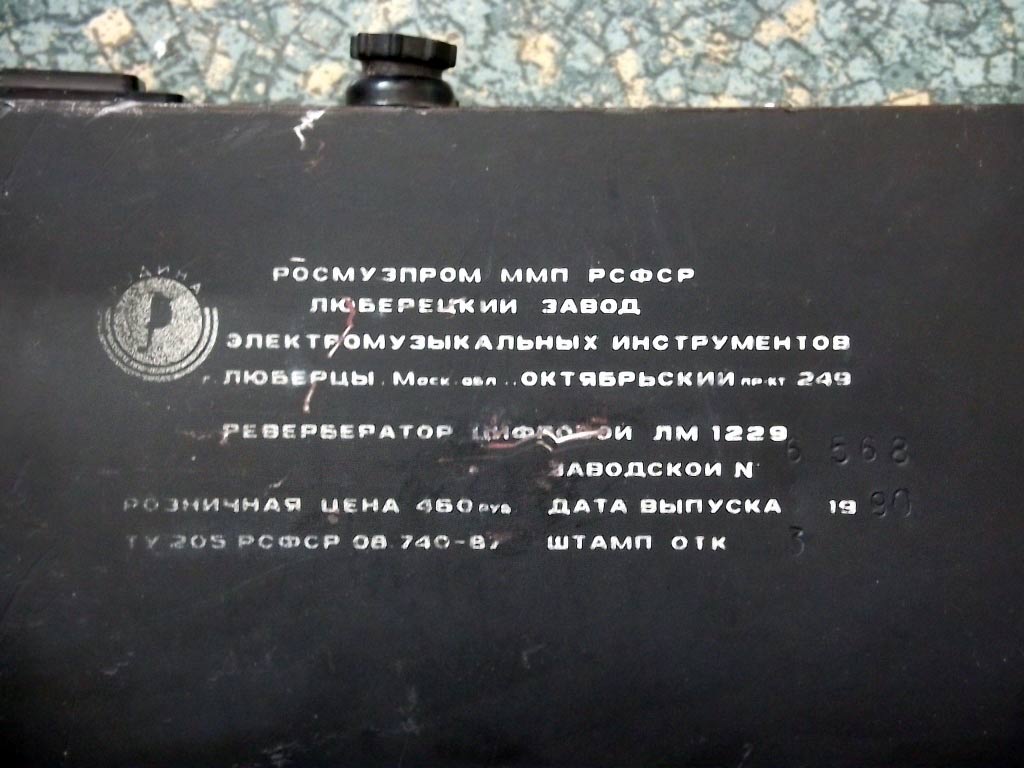 Р
РОСМУЗПРОМ ММП РСФСР
ЛЮБЕРЕЦКИЙ ЗАВОД
ЭЛЕКТРОМУЗЫКАЛЬНЫХ ИНСТРУМЕНТОВ
г. ЛЮБЕРЦЫ. Моск. обл., ОКТЯБРЬСКИЙ пр-кт 249
РЕВЕРБЕРАТОР ЦИФРОВОЙ ЛМ 1229
ЗАВОДСКОЙ N 6 568
РОЗНИЧНАЯ ЦЕНА 460 руб ДАТА ВЫПУСКА 1990
ТУ 205 РСФСР 08.740-87 ШТАМП ОТК 3